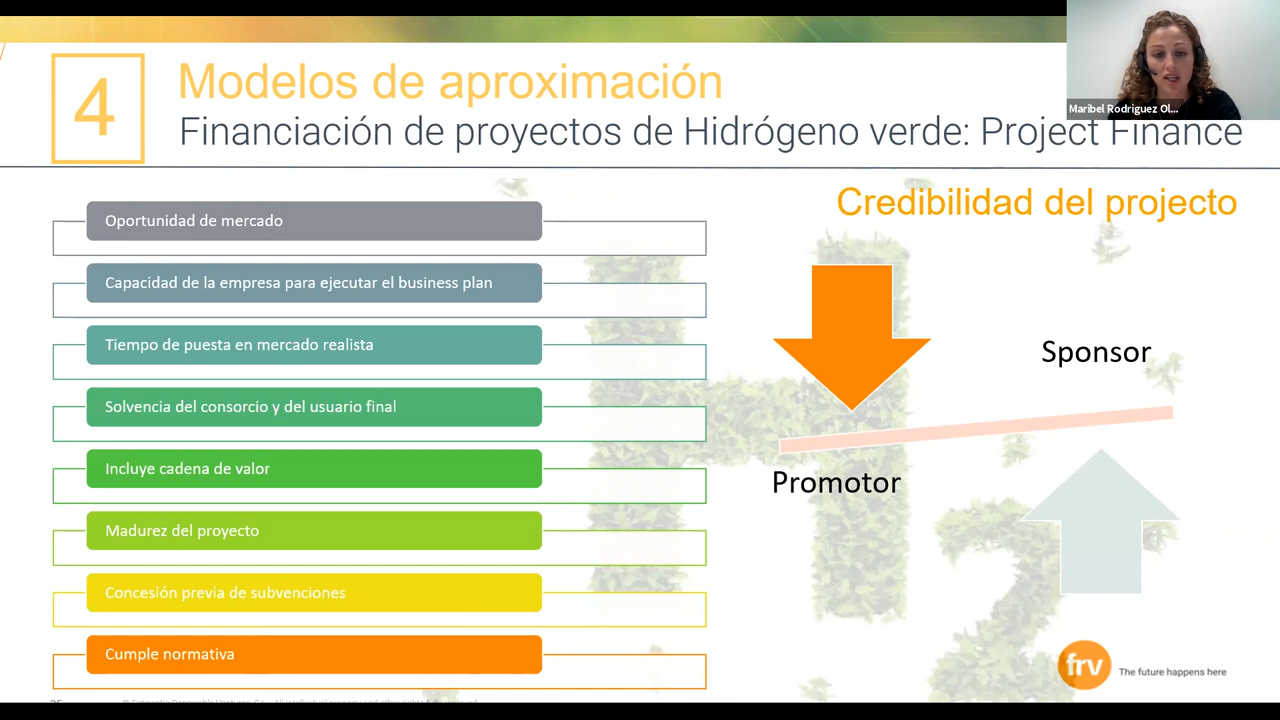 4
Modelos de aproximación
Financiación de proyectos de Hidrógeno verde: Project Finance
Maribel Rodriguez Ol...
Credibilidad del projecto
Oportunidad de mercado
Capacidad de la empresa para ejecutar el business plan
Tiempo de puesta en mercado realista
Solvencia del consorcio y del usuario final
Incluye cadena de valor
Madurez del proyecto
Concesión previa de subvenciones
Cumple normativa
Sponsor
Promotor
frv
The future happens here